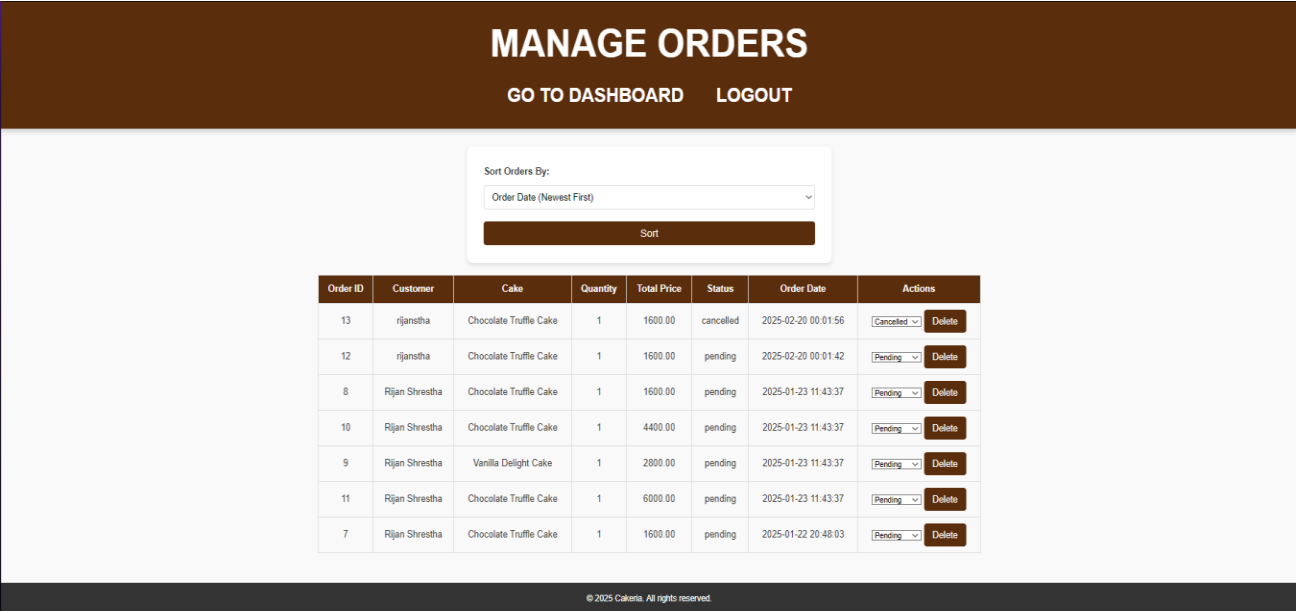 MANAGE ORDERS
GO TO DASHBOARD LOGOUT
Sort Orders By:
Order Date (Newest First)
Sort
Order ID Customer Cake Quantity Total Price Status Order Date Actions
13 rijanstha Chocolate Truffle Cake 1 1600.00 cancelled 2025-02-20 00:01:56 Cancelled Delete
12 rijanstha Chocolate Truffle Cake 1 1600.00 pending 2025-02-20 00:01:42 Pending Delete
8 Rijan Shrestha Chocolate Truffle Cake 1 1600.00 pending 2025-01-23 11:43:37 Pending Delete
10 Rijan Shrestha Chocolate Truffle Cake 1 4400.00 pending 2025-01-23 11:43:37 Pending Delete
9 Rijan Shrestha Vanilla Delight Cake 1 2800.00 pending 2025-01-23 11:43:37 Pending Delete
11 Rijan Shrestha Chocolate Truffle Cake 1 6000.00 pending 2025-01-23 11:43:37 Pending Delete
7 Rijan Shrestha Chocolate Truffle Cake 1 1600.00 pending 2025-01-22 20:48:03 Pending Delete
© 2025 Cakeria. All rights reserved.